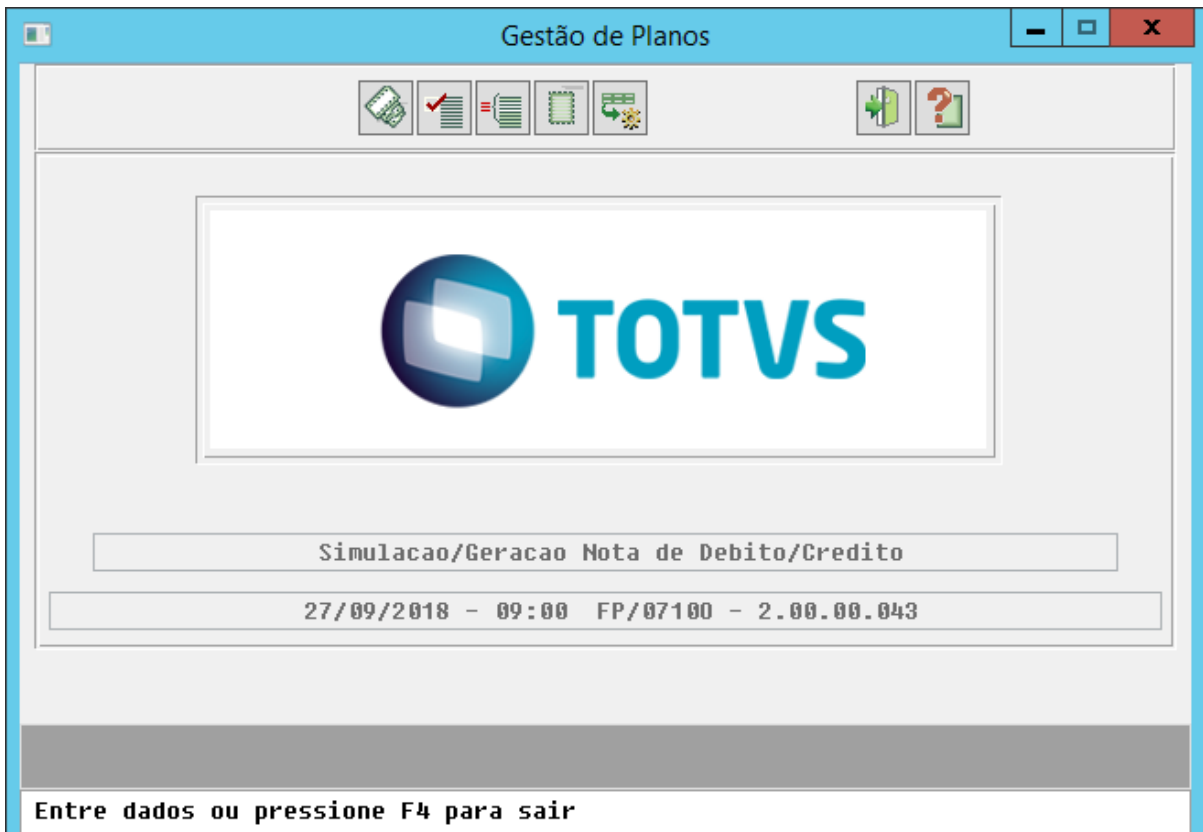 Gestão de Planos
TOTVS
Simulacao/Geracao Nota de Debito/Credito
27/09/2018 - 09:00 FP/0710O - 2.00.00.043
Entre dados ou pressione F4 para sair